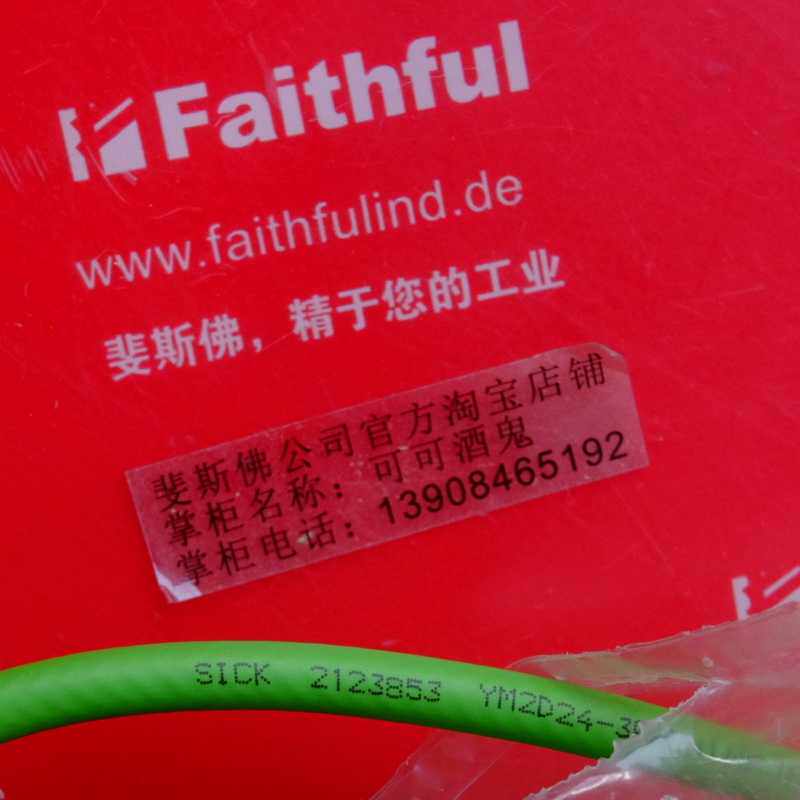 Faithful
www.faithfulind.de
斐斯佛，精于您的工业
斐斯佛公司官方淘宝店铺
掌柜名称：可可酒鬼
掌柜电话：13908465192
SICK 2123853 YM2D24-3